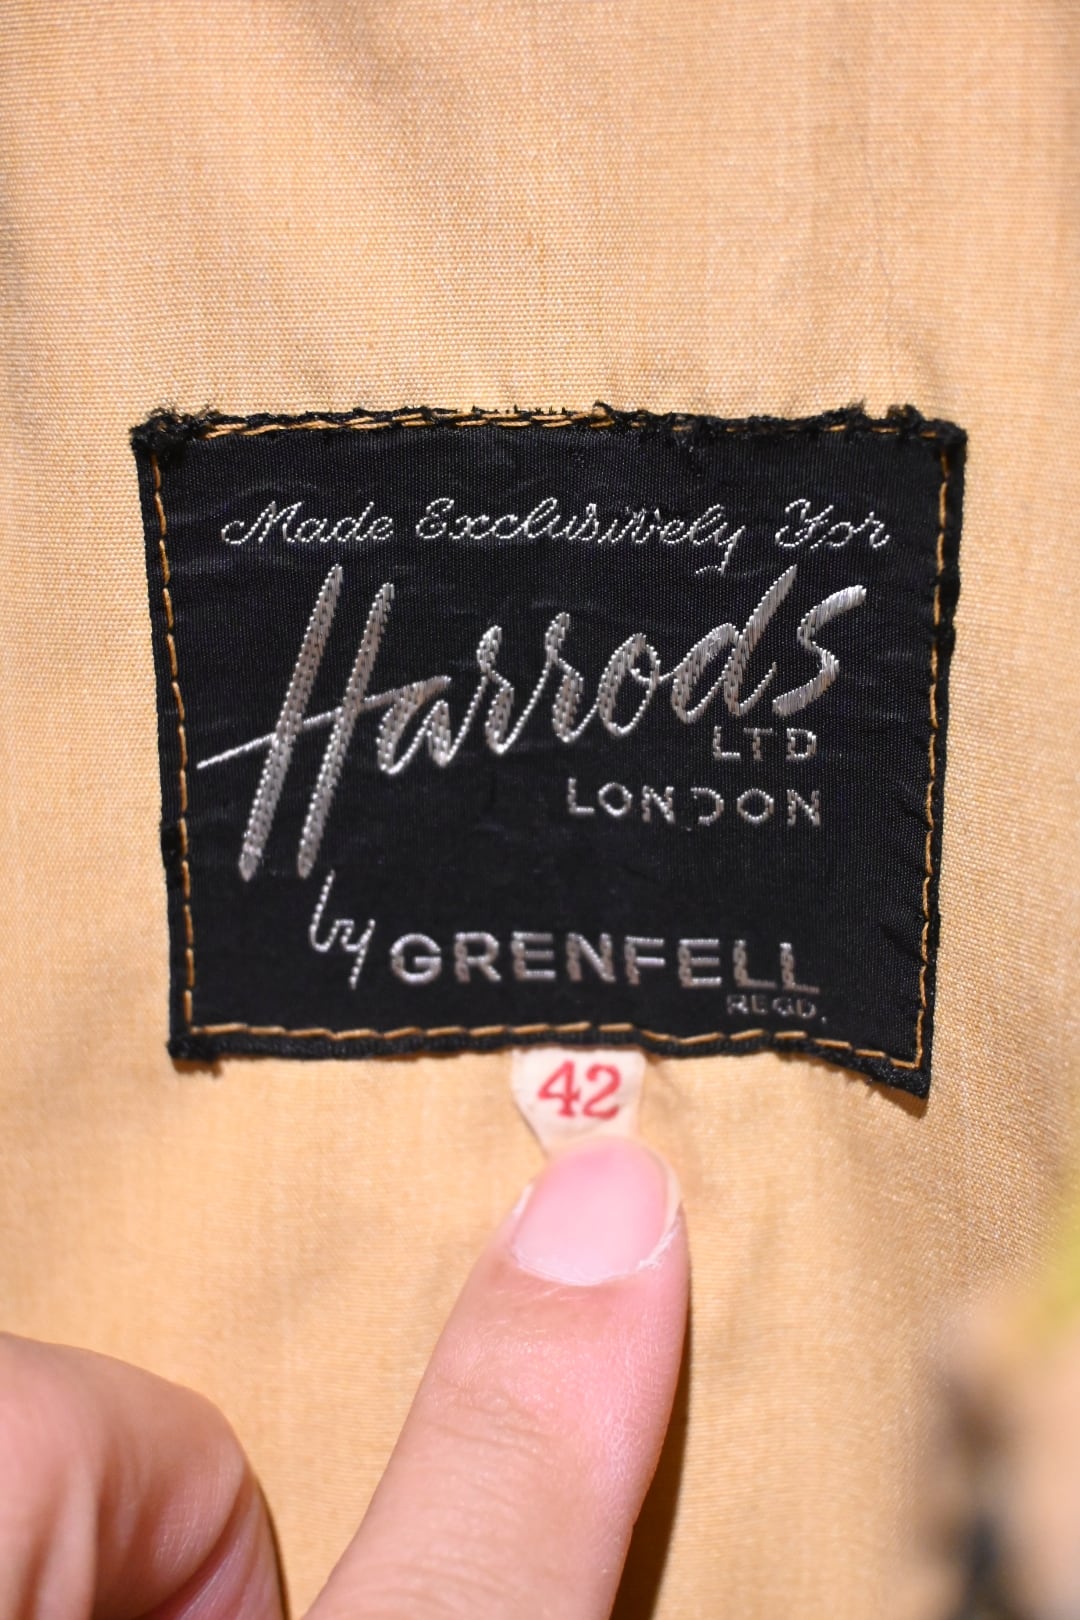 Made Exclusively For
Harrods
LTD
LONDON
by GRENFELL
REGD.
42